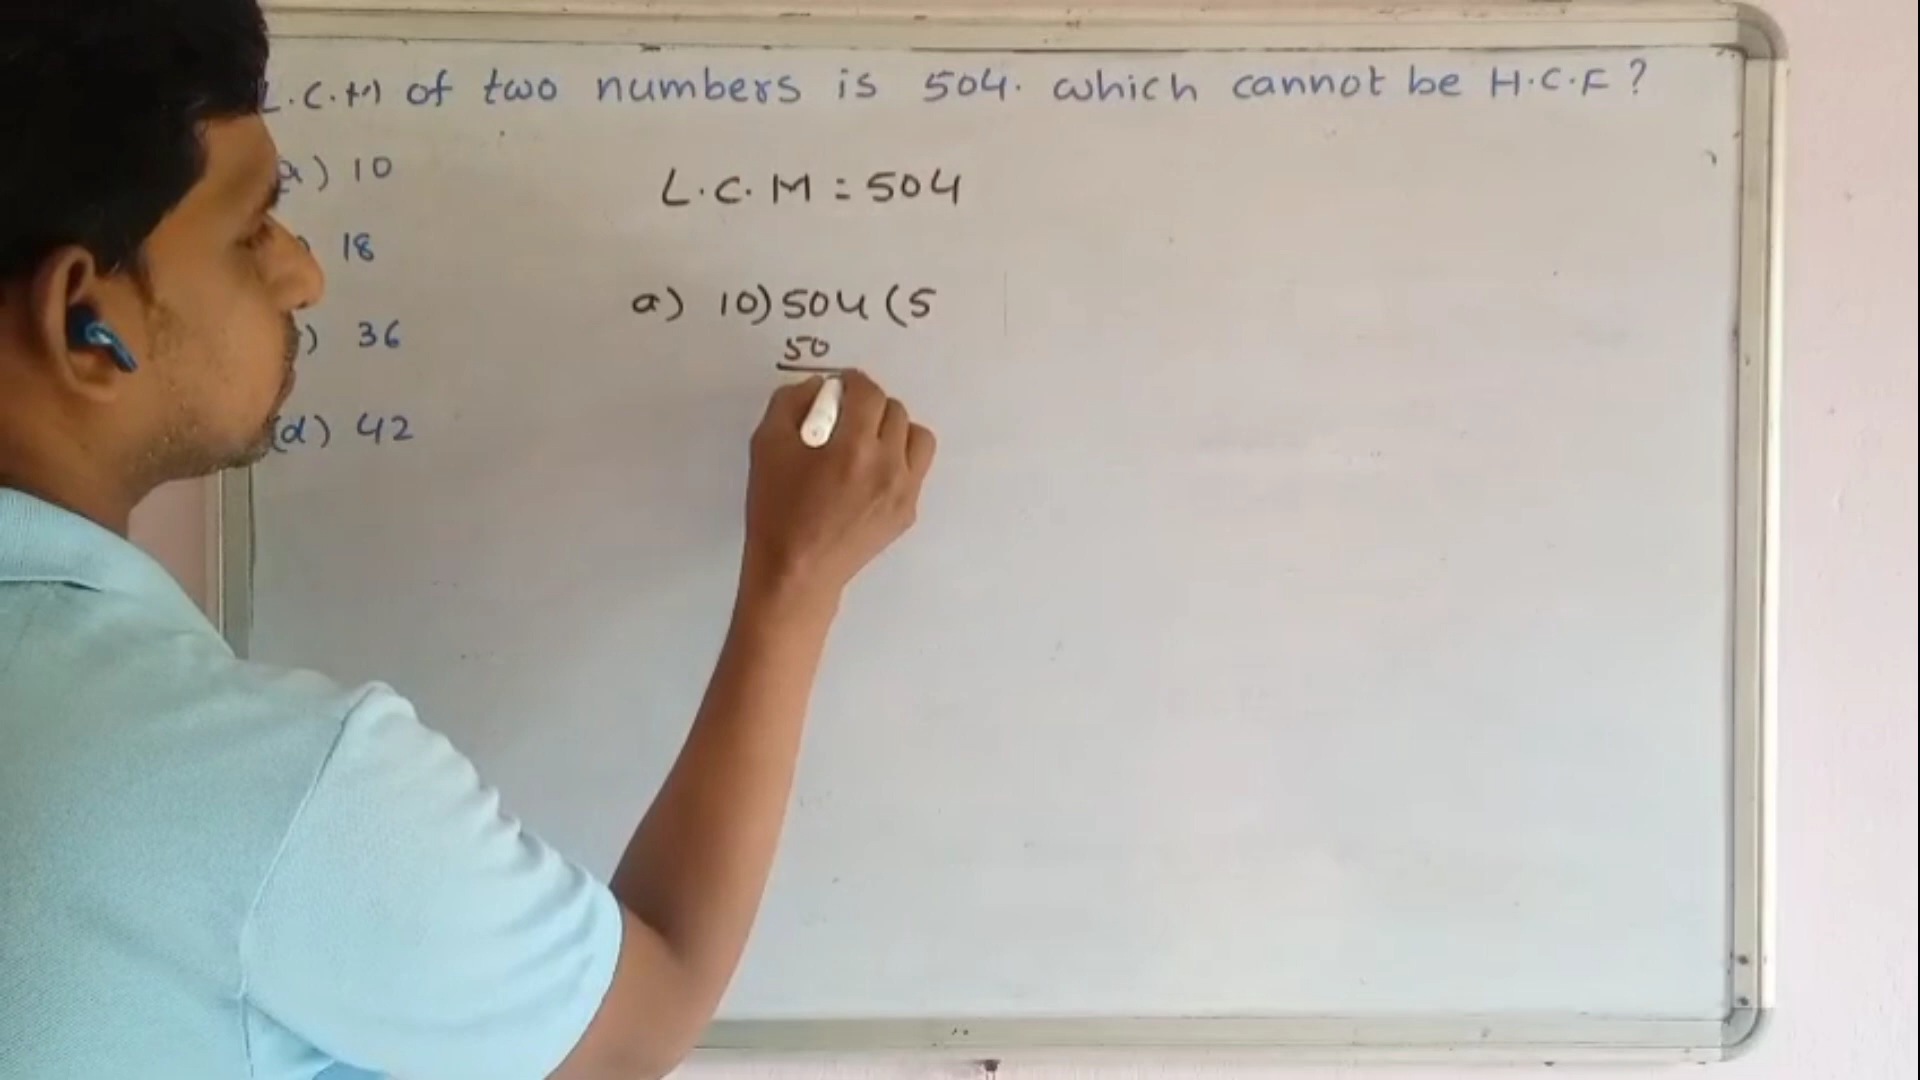 L.C.M of two numbers is 504. which cannot be H.C.F ?
a) 10
) 18
) 36
(d) 42
L.C.M = 504
a) 10) 504 (5
50